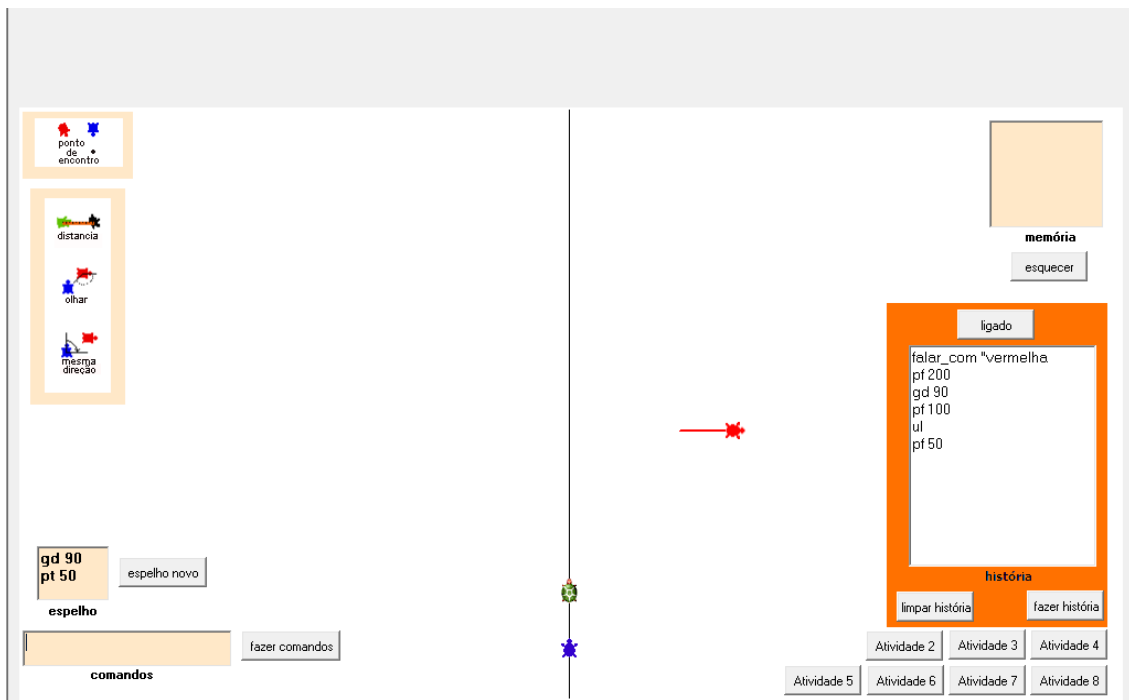 ponto
de
encontro
distancia
olhar
mesma
direção
memória
esquecer
ligado
falar_com "vermelha
pf 200
gd 90
pf 100
ul
pf 50
história
limpar história
fazer história
gd 90
pt 50
espelho novo
espelho
fazer comandos
comandos
Atividade 2
Atividade 3
Atividade 4
Atividade 5
Atividade 6
Atividade 7
Atividade 8